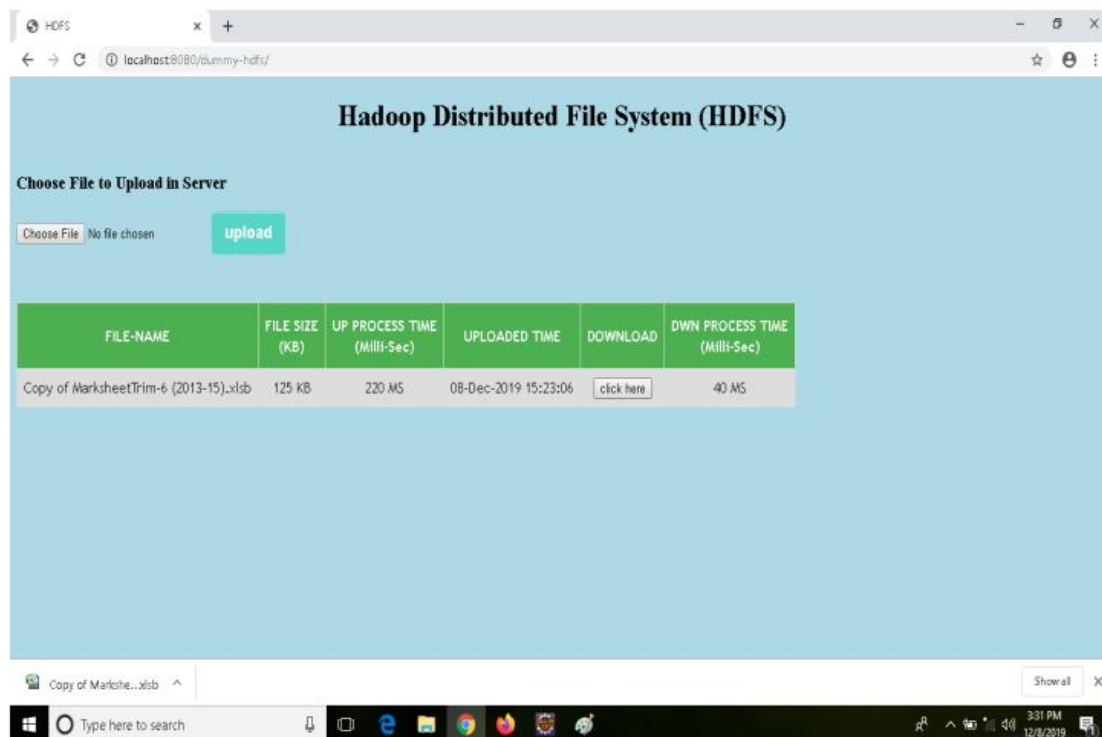 HDFS
localhost:8080/dummy-hdfs/
Hadoop Distributed File System (HDFS)
Choose File to Upload in Server
Choose File No file chosen upload
FILE-NAME FILE SIZE (KB) UP PROCESS TIME (Milli-Sec) UPLOADED TIME DOWNLOAD DWN PROCESS TIME (Milli-Sec)
Copy of MarksheetTrim-6 (2013-15).xlsb 125 KB 220 MS 08-Dec-2019 15:23:06 click here 40 MS
Copy of Markshe...xlsb Show all
Type here to search 3:31 PM
12/8/2019